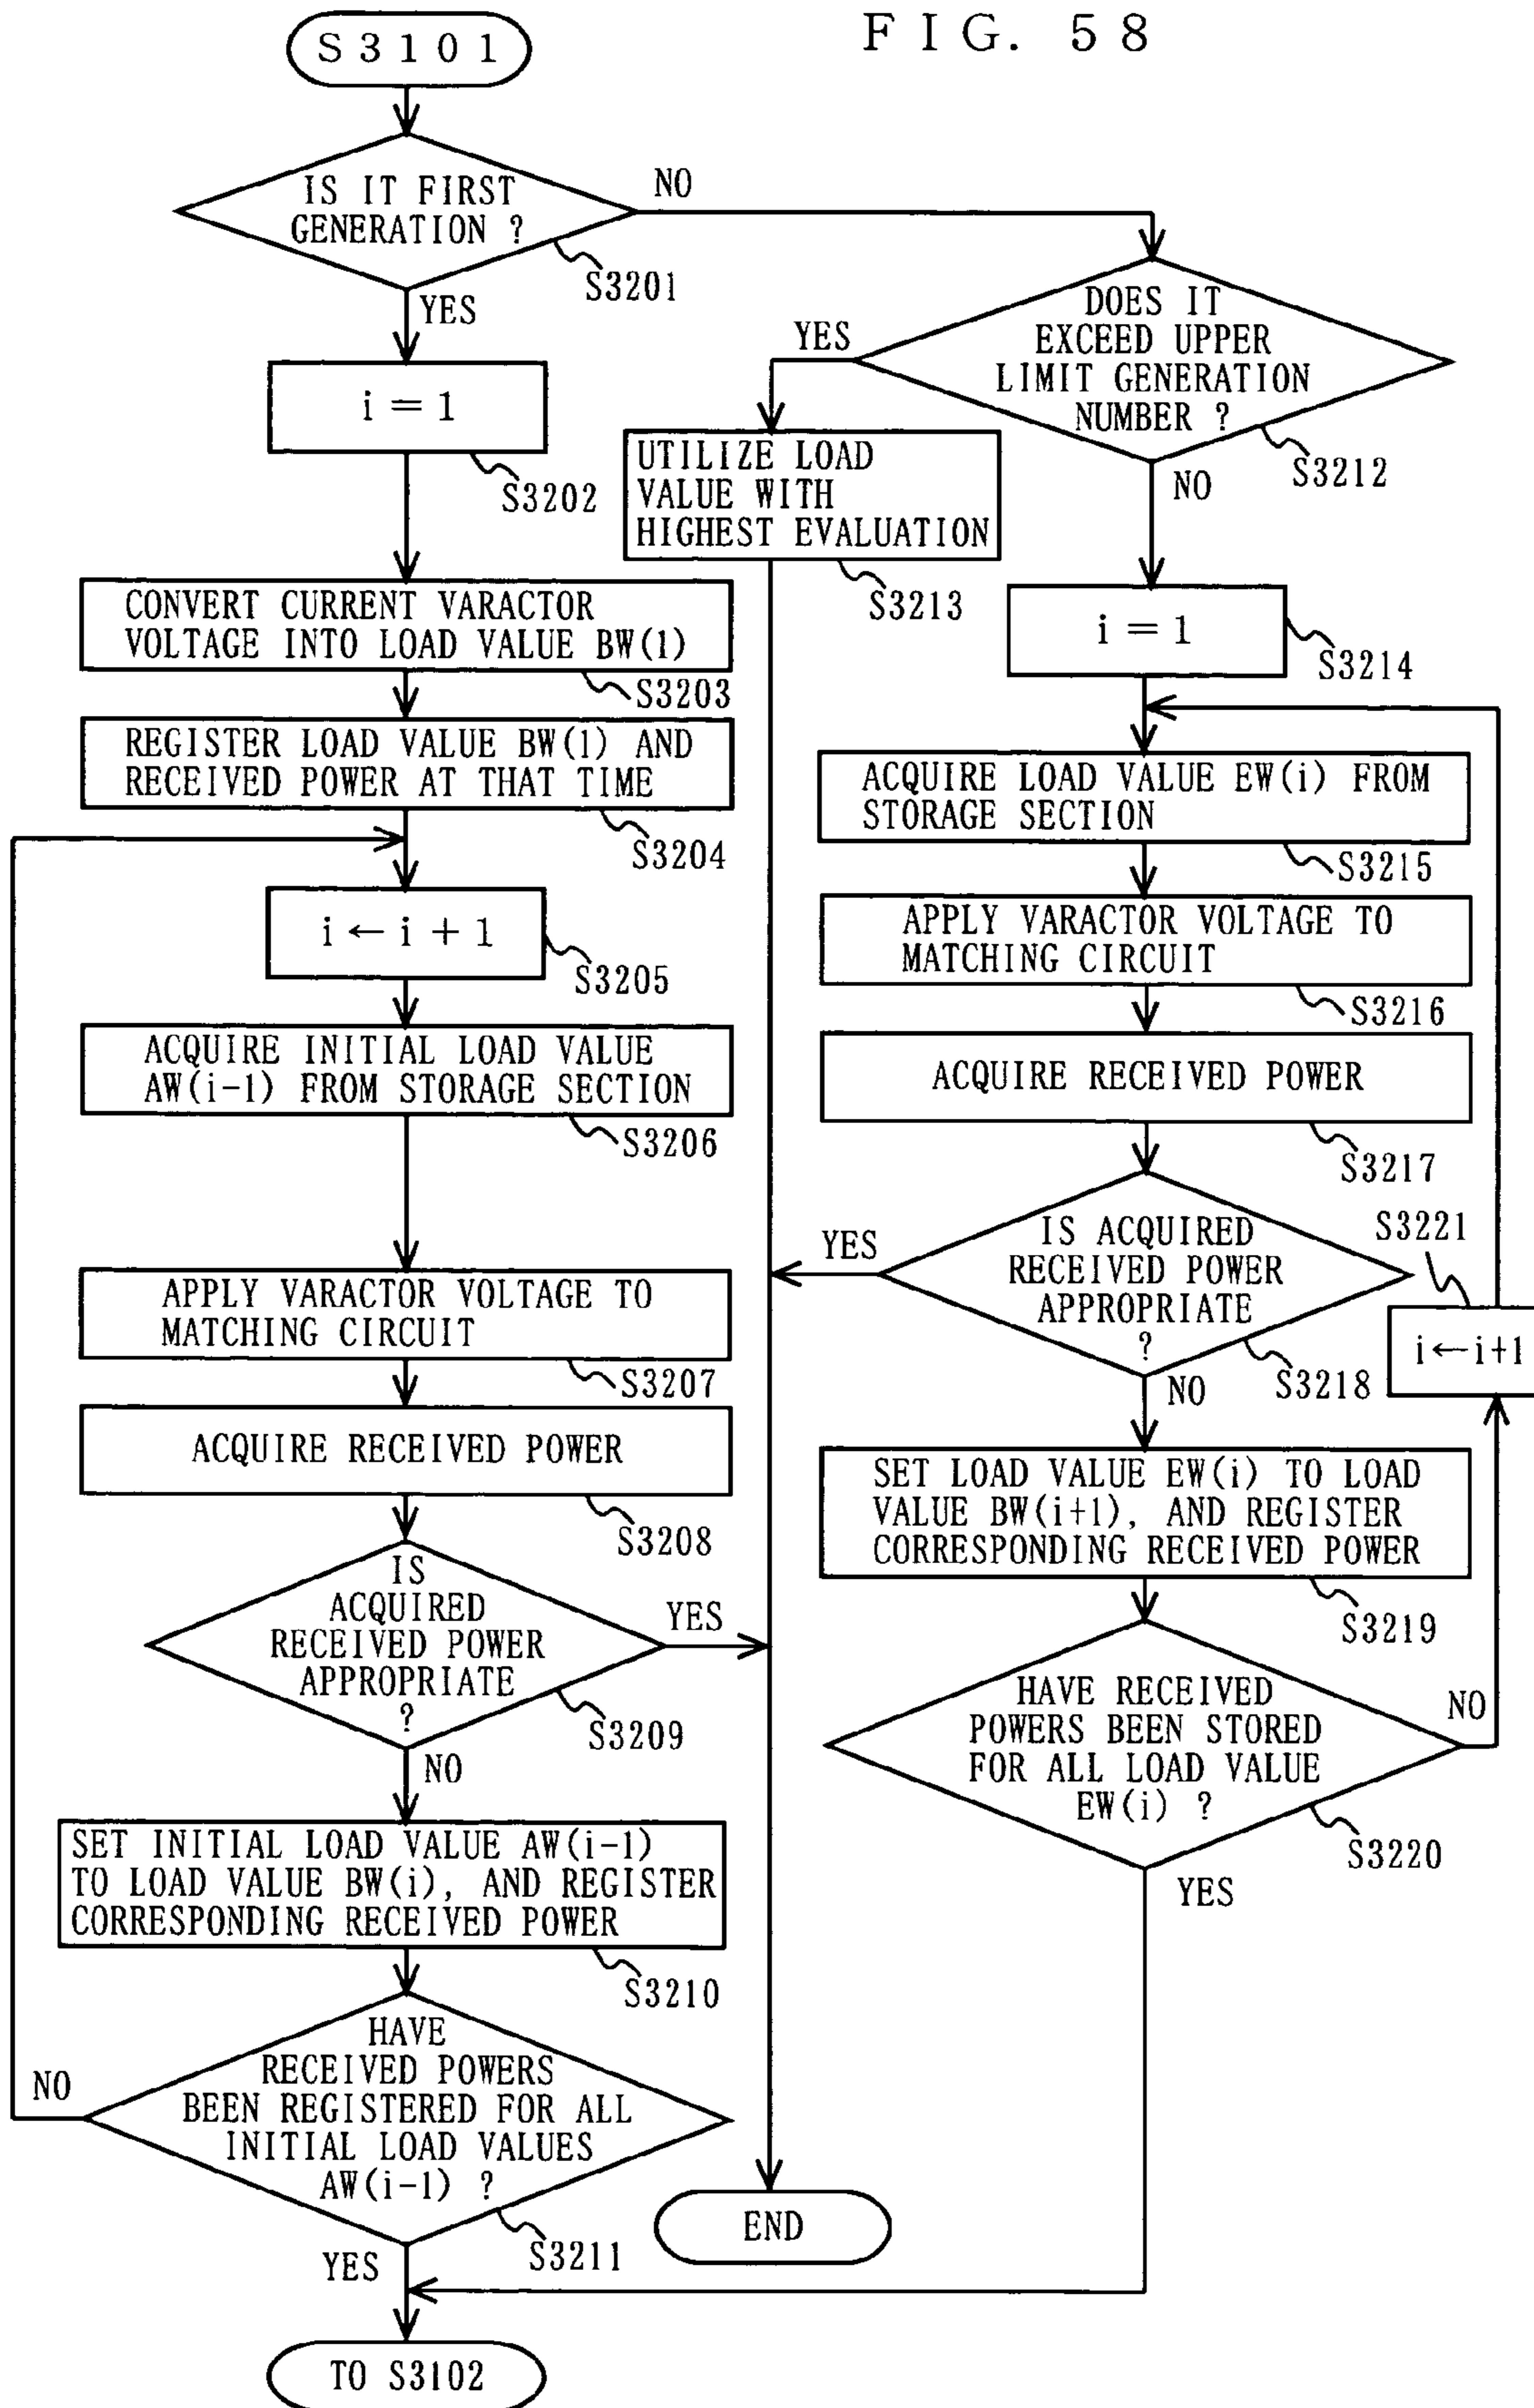 F I G. 5 8
S 3 1 0 1
IS IT FIRST
GENERATION ?
S3201
YES
NO
i = 1
S3202
CONVERT CURRENT VARACTOR
VOLTAGE INTO LOAD VALUE BW(1)
S3203
REGISTER LOAD VALUE BW(1) AND
RECEIVED POWER AT THAT TIME
S3204
i ← i + 1
S3205
ACQUIRE INITIAL LOAD VALUE
AW(i-1) FROM STORAGE SECTION
S3206
APPLY VARACTOR VOLTAGE TO
MATCHING CIRCUIT
S3207
ACQUIRE RECEIVED POWER
S3208
IS
ACQUIRED
RECEIVED POWER
APPROPRIATE
?
S3209
YES
NO
SET INITIAL LOAD VALUE AW(i-1)
TO LOAD VALUE BW(i), AND REGISTER
CORRESPONDING RECEIVED POWER
S3210
HAVE
RECEIVED POWERS
BEEN REGISTERED FOR ALL
INITIAL LOAD VALUES
AW(i-1) ?
S3211
NO
YES
TO S3102
DOES IT
EXCEED UPPER
LIMIT GENERATION
NUMBER ?
S3212
YES
NO
UTILIZE LOAD
VALUE WITH
HIGHEST EVALUATION
S3213
i = 1
S3214
ACQUIRE LOAD VALUE EW(i) FROM
STORAGE SECTION
S3215
APPLY VARACTOR VOLTAGE TO
MATCHING CIRCUIT
S3216
ACQUIRE RECEIVED POWER
S3217
IS ACQUIRED
RECEIVED POWER
APPROPRIATE
?
S3218
YES
NO
SET LOAD VALUE EW(i) TO LOAD
VALUE BW(i+1), AND REGISTER
CORRESPONDING RECEIVED POWER
S3219
HAVE RECEIVED
POWERS BEEN STORED
FOR ALL LOAD VALUE
EW(i) ?
S3220
NO
YES
S3221
i←i+1
END